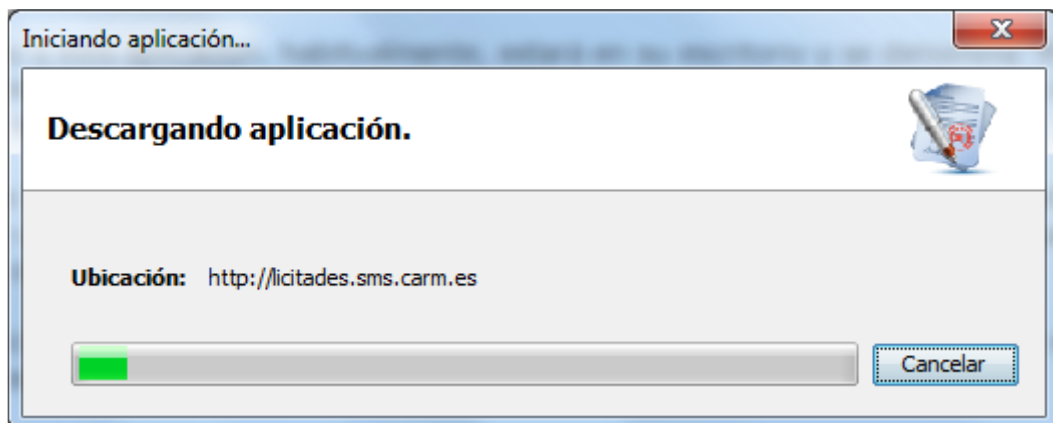 Iniciando aplicación...
Descargando aplicación.
Ubicación: http://licitades.sms.carm.es
Cancelar